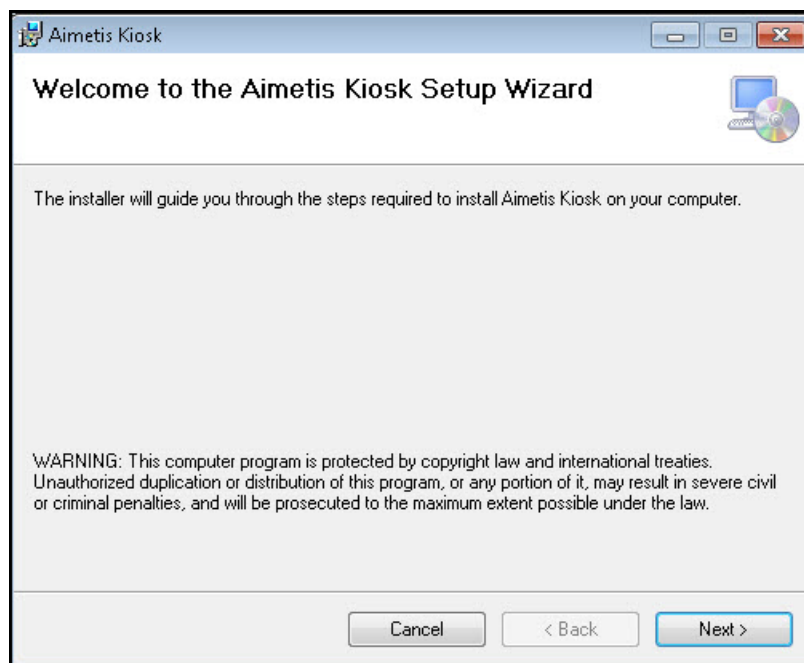 Aimetis Kiosk
Welcome to the Aimetis Kiosk Setup Wizard
The installer will guide you through the steps required to install Aimetis Kiosk on your computer.
WARNING: This computer program is protected by copyright law and international treaties.
Unauthorized duplication or distribution of this program, or any portion of it, may result in severe civil
or criminal penalties, and will be prosecuted to the maximum extent possible under the law.
Cancel
< Back
Next >